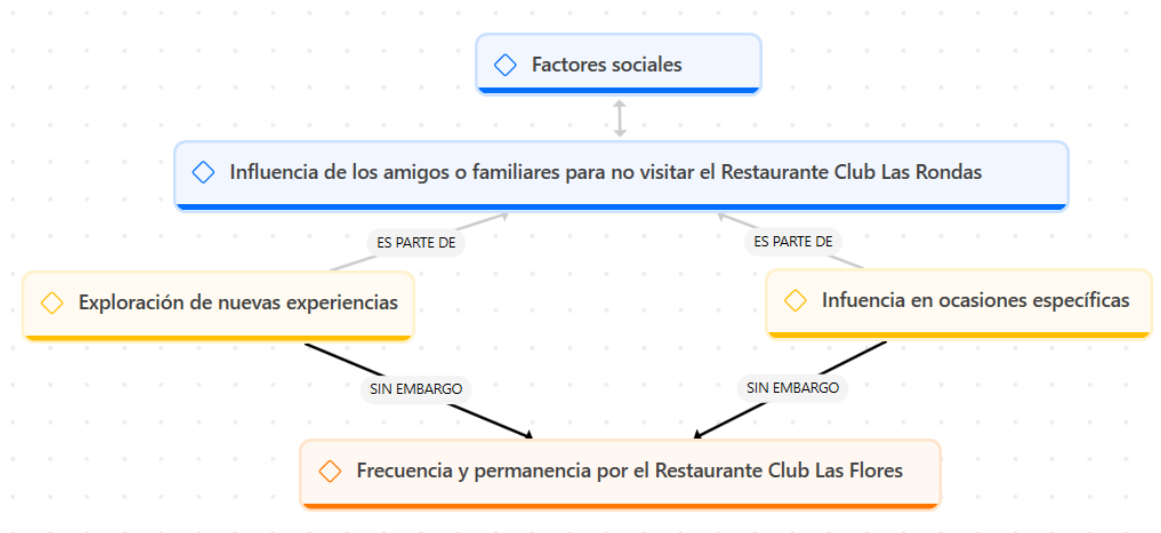 Factores sociales
Influencia de los amigos o familiares para no visitar el Restaurante Club Las Rondas
ES PARTE DE
ES PARTE DE
Exploración de nuevas experiencias
Infuencia en ocasiones específicas
SIN EMBARGO
SIN EMBARGO
Frecuencia y permanencia por el Restaurante Club Las Flores